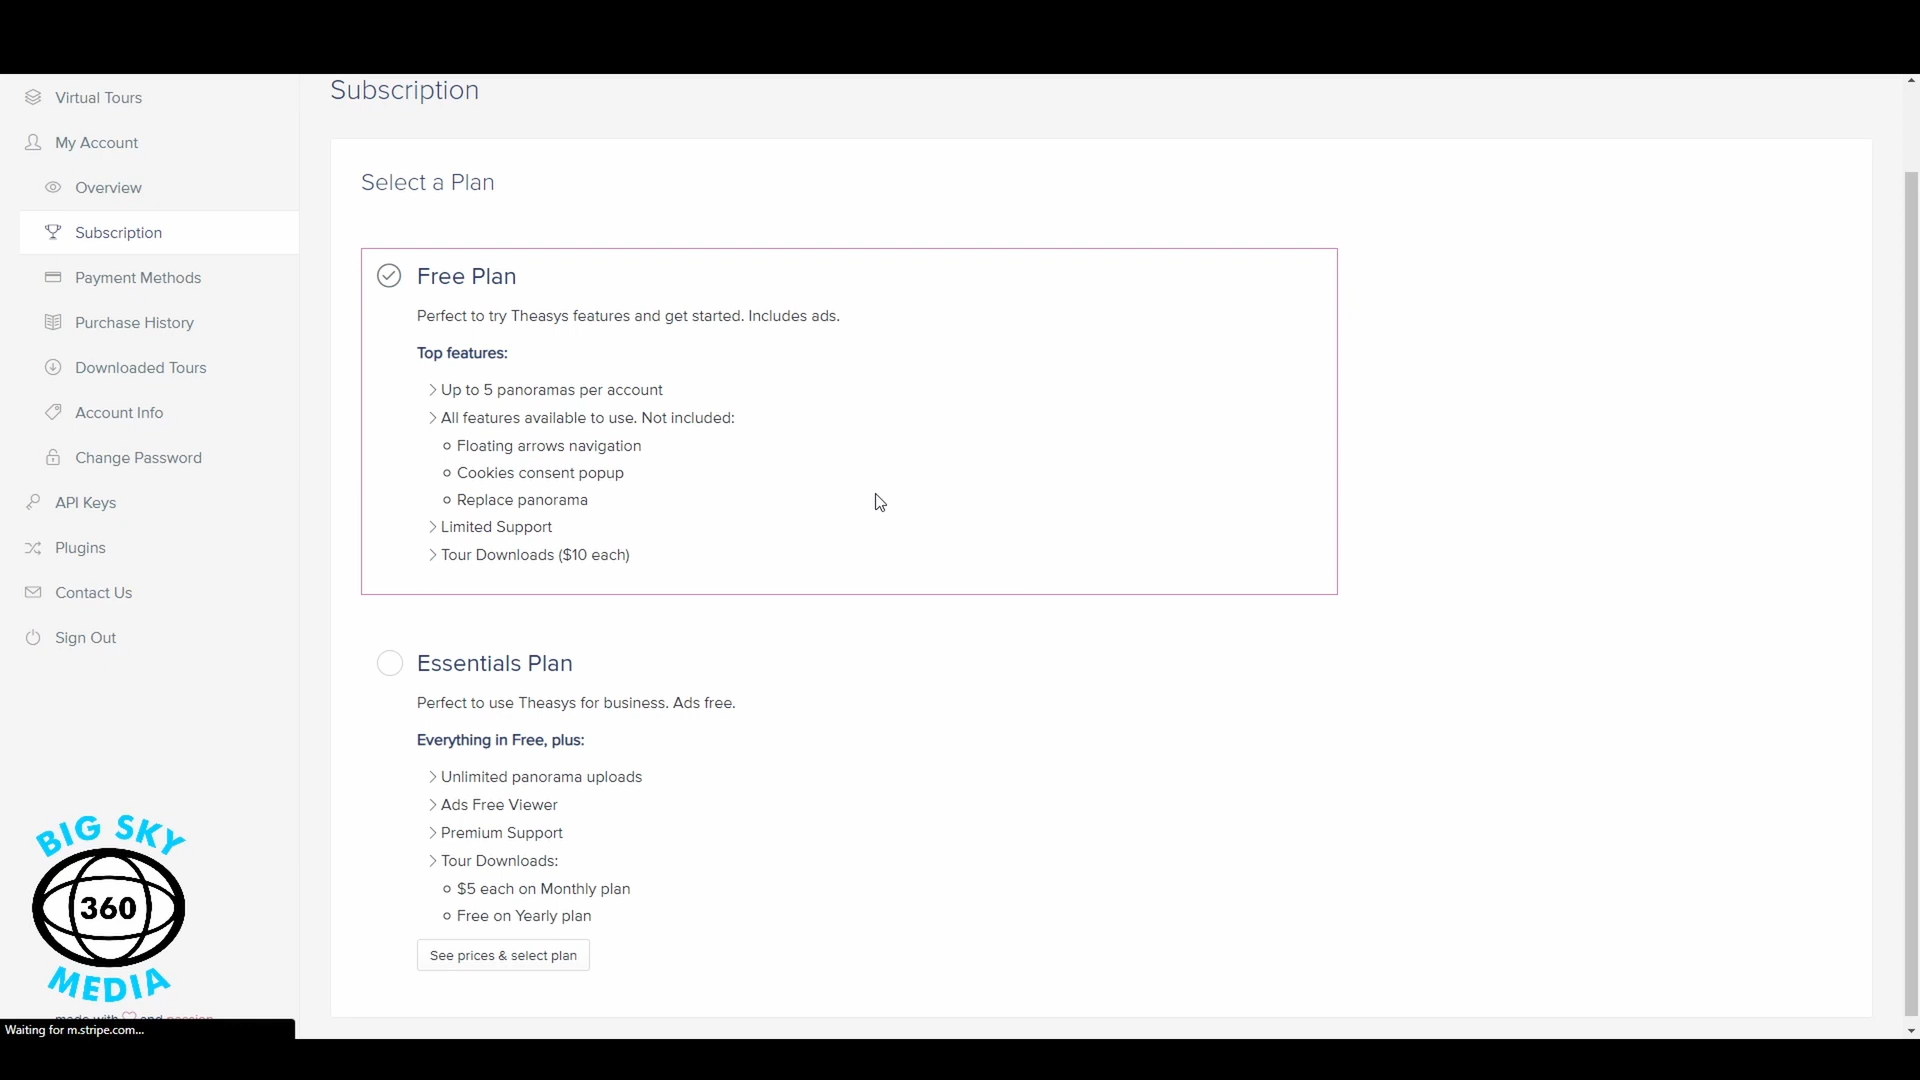 Virtual Tours
My Account
Overview
Subscription
Payment Methods
Purchase History
Downloaded Tours
Account Info
Change Password
API Keys
Plugins
Contact Us
Sign Out
BIG SKY
360
MEDIA
made with and passion
Waiting for m.stripe.com...
Subscription
Select a Plan
Free Plan
Perfect to try Theasys features and get started. Includes ads.
Top features:
Up to 5 panoramas per account
All features available to use. Not included:
Floating arrows navigation
Cookies consent popup
Replace panorama
Limited Support
Tour Downloads ($10 each)
Essentials Plan
Perfect to use Theasys for business. Ads free.
Everything in Free, plus:
Unlimited panorama uploads
Ads Free Viewer
Premium Support
Tour Downloads:
$5 each on Monthly plan
Free on Yearly plan
See prices & select plan